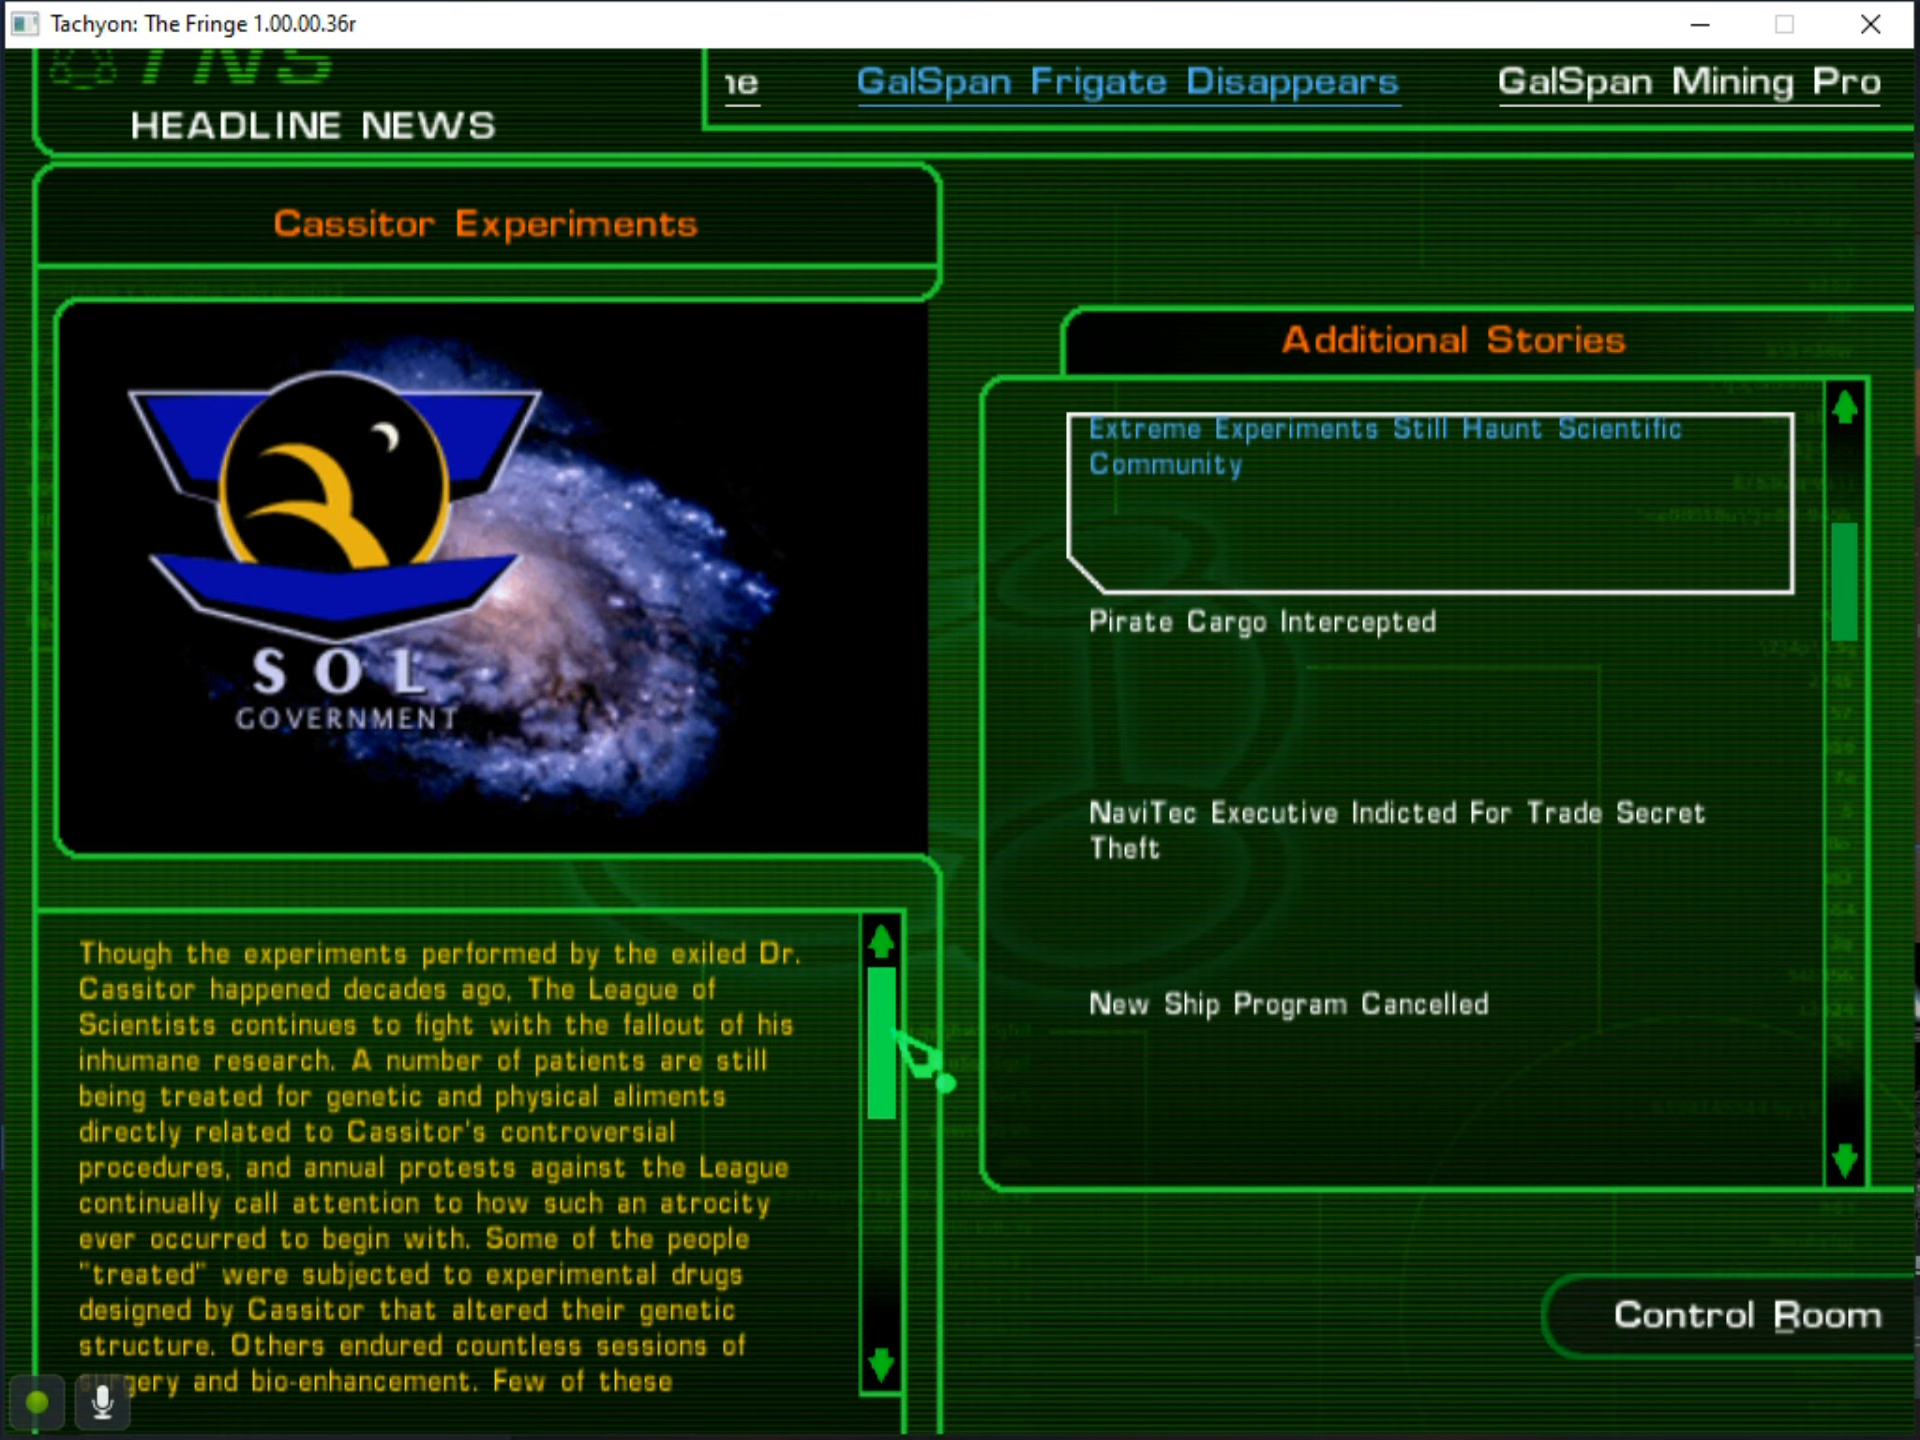 Tachyon: The Fringe 1.00.00.36r
TNS
HEADLINE NEWS
GalSpan Frigate Disappears
GalSpan Mining Pro
Cassitor Experiments
SOL
GOVERNMENT
Though the experiments performed by the exiled Dr.
Cassitor happened decades ago, The League of
Scientists continues to fight with the fallout of his
inhumane research. A number of patients are still
being treated for genetic and physical aliments
directly related to Cassitor's controversial
procedures, and annual protests against the League
continually call attention to how such an atrocity
ever occurred to begin with. Some of the people
"treated" were subjected to experimental drugs
designed by Cassitor that altered their genetic
structure. Others endured countless sessions of
surgery and bio-enhancement. Few of these
Additional Stories
Extreme Experiments Still Haunt Scientific
Community
Pirate Cargo Intercepted
NaviTec Executive Indicted For Trade Secret
Theft
New Ship Program Cancelled
Control Room